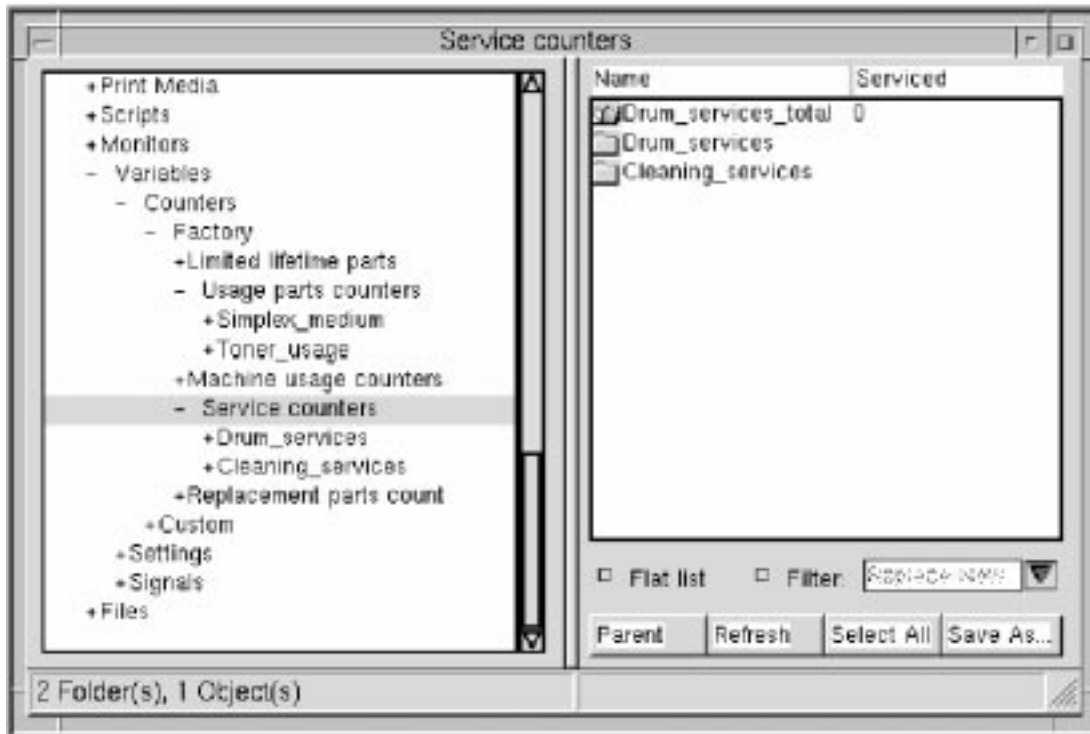 Service counters
+Print Media
+Scripts
+Monitors
- Variables
- Counters
- Factory
+Limited lifetime parts
- Usage parts counters
+Simplex_medium
+Toner_usage
+Machine usage counters
- Service counters
+Drum_services
+Cleaning_services
+Replacement parts count
+Custom
+Settings
+Signals
+Files
Name Serviced
Drum_services_total 0
Drum_services
Cleaning_services
Flat list Filter:
Parent Refresh Select All Save As...
2 Folder(s), 1 Object(s)